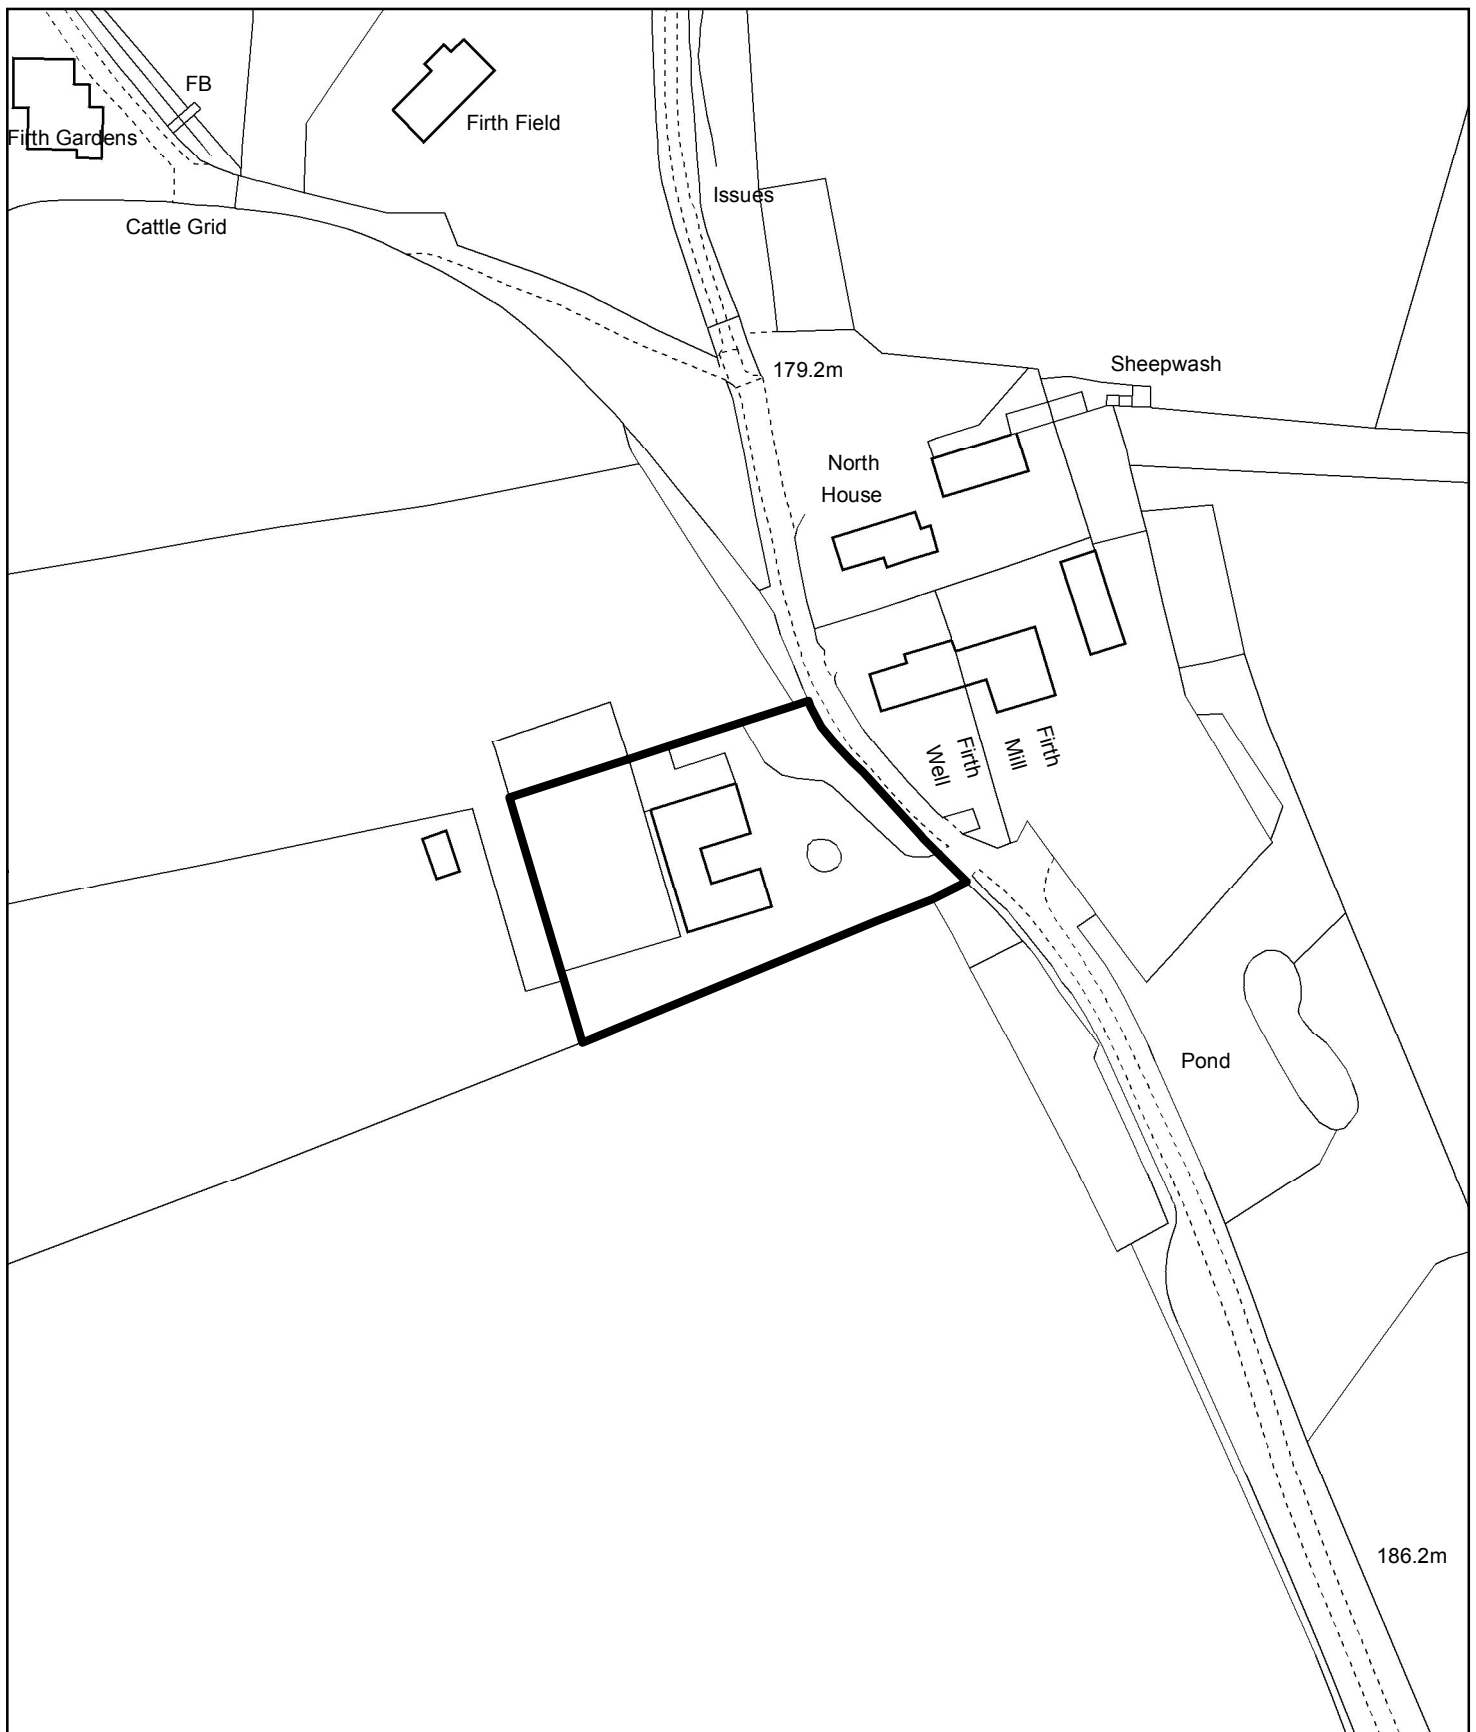 FB
Firth Field
Firth Gardens
Issues
Cattle Grid
179.2m
Sheepwash
North
House
Firth
Well
Firth
Mill
Pond
186.2m